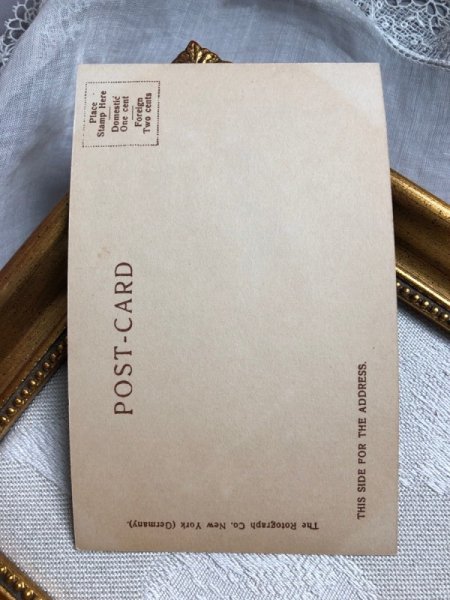 Place
Stamp Here
Domestic
One cent
Foreign
Two cents
POST-CARD
THIS SIDE FOR THE ADDRESS.
The Rotograph Co. New York (Germany).